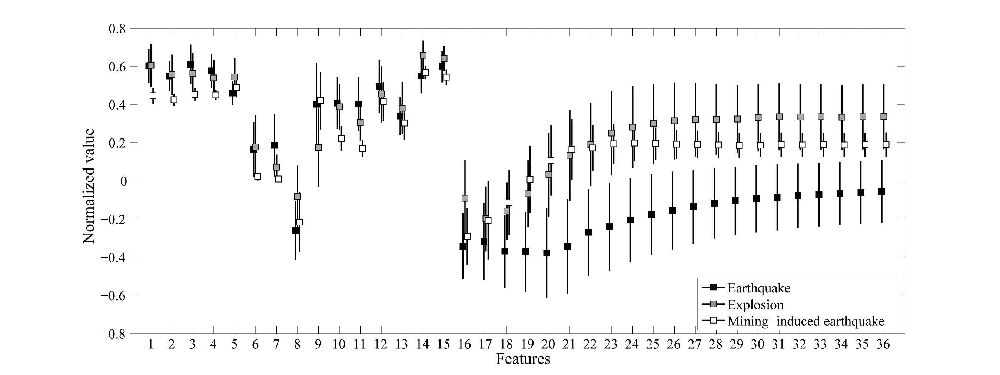 0.8
0.6
0.4
0.2
0
−0.2
−0.4
−0.6
−0.8
Normalized value
1 2 3 4 5 6 7 8 9 10 11 12 13 14 15 16 17 18 19 20 21 22 23 24 25 26 27 28 29 30 31 32 33 34 35 36
Features
Earthquake
Explosion
Mining−induced earthquake